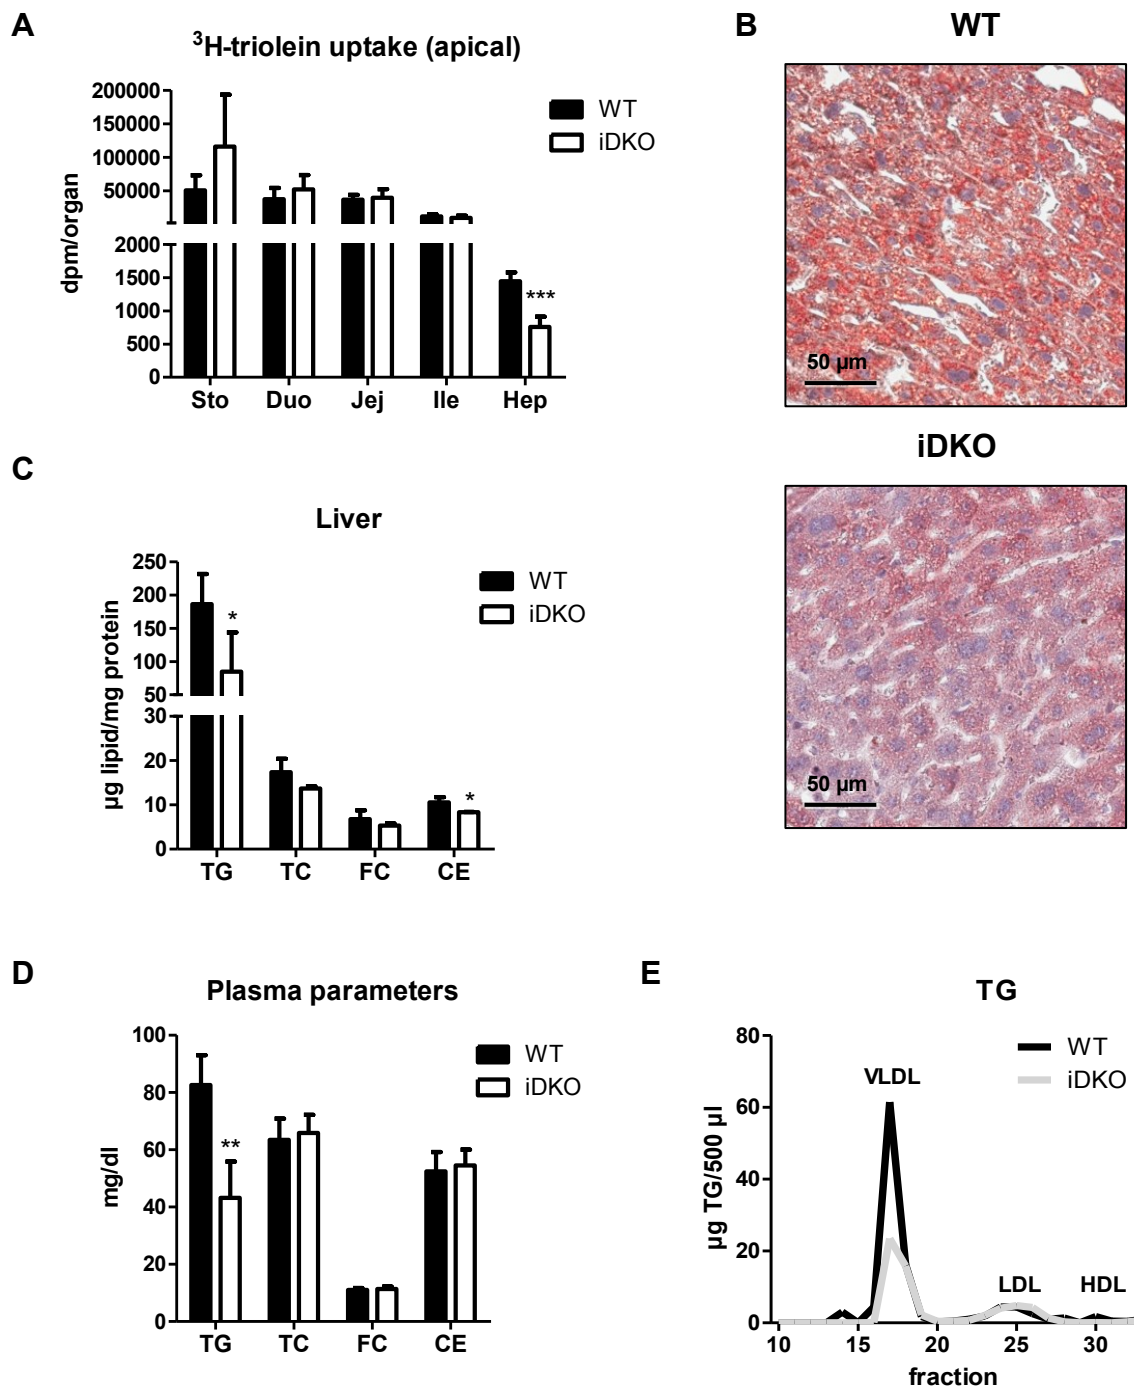 A
³H-triolein uptake (apical)
WT
iDKO
dpm/organ
200000
150000
100000
50000
2000
1500
1000
500
0
***
Sto Duo Jej Ile Hep
B
WT
50 µm
iDKO
50 µm
C
Liver
WT
iDKO
µg lipid/mg protein
250
200
150
100
50
30
20
10
0
*
*
TG TC FC CE
D
Plasma parameters
WT
iDKO
mg/dl
100
80
60
40
20
0
**
TG TC FC CE
E
TG
WT
iDKO
µg TG/500 µl
80
60
40
20
0
VLDL
LDL HDL
10 15 20 25 30
fraction